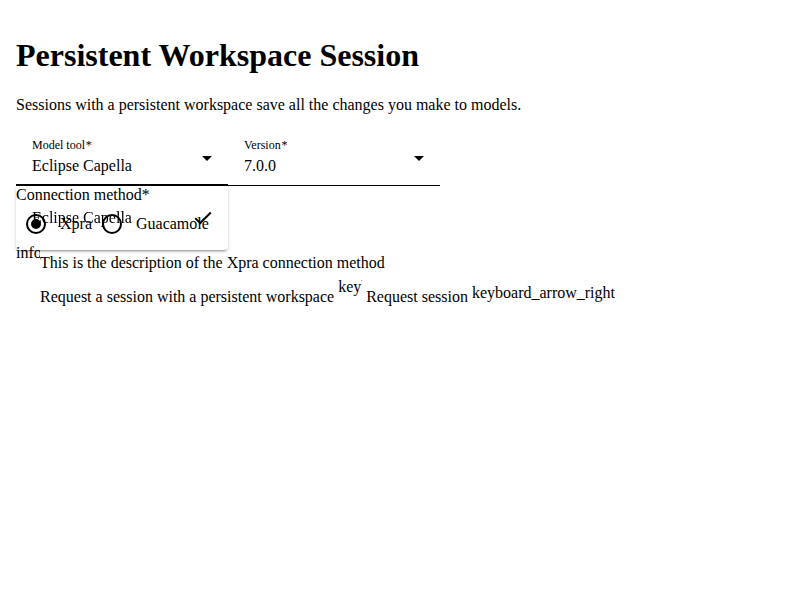 Persistent Workspace Session
Sessions with a persistent workspace save all the changes you make to models.
Model tool* Version*
Eclipse Capella 7.0.0
Connection method*
Eclipse Capella
Xpra Guacamole
info
This is the description of the Xpra connection method
Request a session with a persistent workspace key Request session keyboard_arrow_right